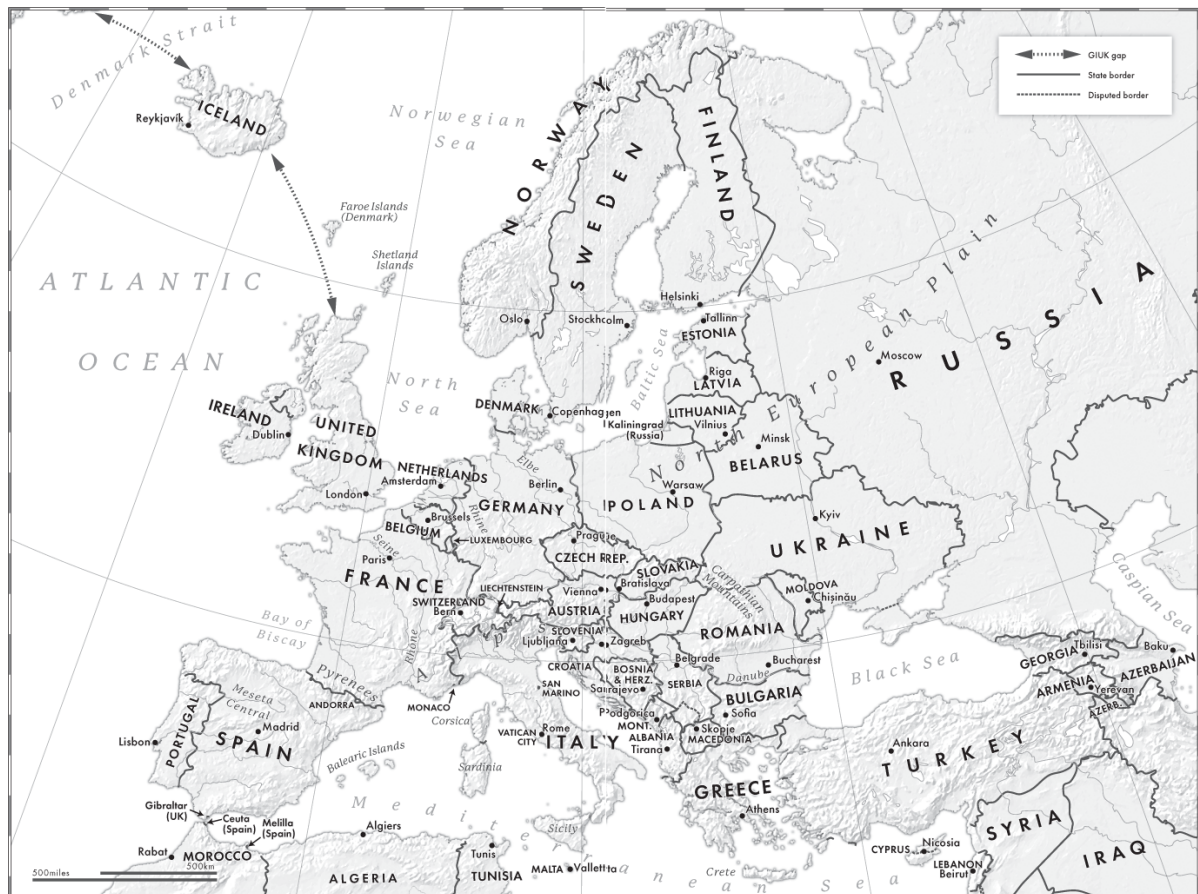 GIUK gap
State border
Disputed border
Denmark Strait
ICELAND
Reykjavík
Norwegian
Sea
NORWAY
SWEDEN
FINLAND
Faroe Islands
(Denmark)
Shetland
Islands
ATLANTIC
OCEAN
Helsinki
Oslo
Stockholm
Tallinn
ESTONIA
Baltic Sea
Riga
LATVIA
North European Plain
Moscow
RUSSIA
North
Sea
DENMARK
Copenhagen
LITHUANIA
Vilnius
Kaliningrad
(Russia)
Minsk
BELARUS
IRELAND
Dublin
UNITED
KINGDOM
London
NETHERLANDS
Amsterdam
Elbe
Berlin
GERMANY
Rhine
Warsaw
POLAND
Brussels
BELGIUM
LUXEMBOURG
Kyiv
UKRAINE
Seine
Paris
FRANCE
Prague
CZECH REP.
SLOVAKIA
Carpathian
Mountains
LIECHTENSTEIN
SWITZERLAND
Bern
Vienna
Bratislava
AUSTRIA
Budapest
HUNGARY
MOLDOVA
Chișinău
ROMANIA
Bay of
Biscay
Rhône
Alps
SLOVENIA
Ljubljana
Zagreb
CROATIA
BOSNIA
& HERZ.
Sarajevo
Belgrade
SERBIA
Danube
Bucharest
BULGARIA
Sofia
Black Sea
Caspian Sea
GEORGIA
Tbilisi
Baku
AZERBAIJAN
ARMENIA
Yerevan
AZERB.
Pyrenees
ANDORRA
MONACO
Corsica
SAN
MARINO
VATICAN
CITY
Rome
ITALY
Podgorica
MONT.
ALBANIA
Tirana
Skopje
MACEDONIA
Meseta
Central
Madrid
SPAIN
PORTUGAL
Lisbon
Balearic Islands
Sardinia
GREECE
Athens
Ankara
TURKEY
Gibraltar
(UK)
Ceuta
(Spain)
Melilla
(Spain)
Mediterranean Sea
Sicily
Algiers
Tunis
Rabat
MOROCCO
ALGERIA
TUNISIA
MALTA
Valletta
Crete
CYPRUS
Nicosia
LEBANON
Beirut
SYRIA
IRAQ
500miles
500km